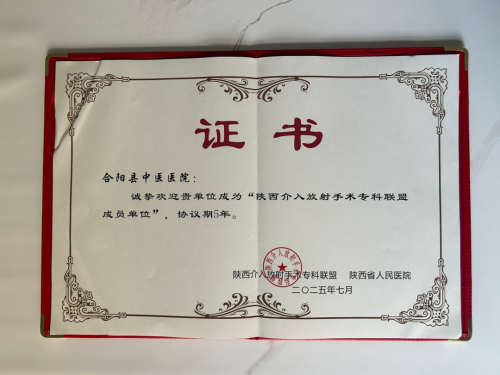 证书
合阳县中医医院：
诚挚欢迎贵单位成为“陕西介入放射手术专科联盟
成员单位”，协议期5年。
陕西介入放射手术专科联盟 陕西省人民医院
二〇二五年七月